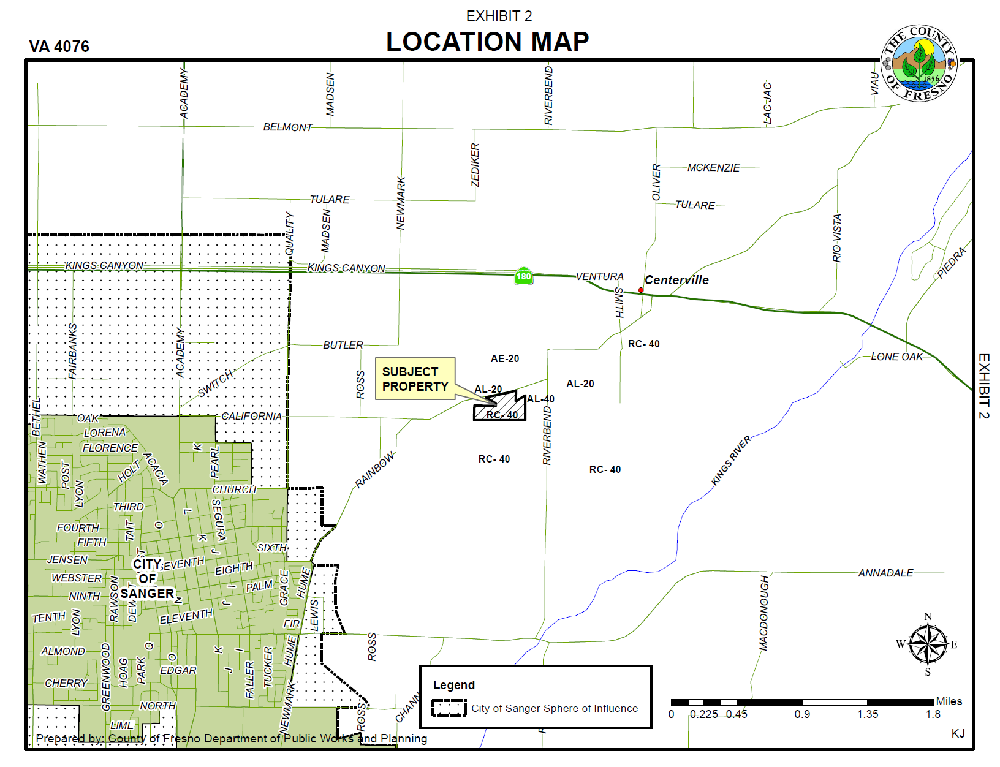 EXHIBIT 2
LOCATION MAP
VA 4076
THE COUNTY
OF FRESNO
1856
ACADEMY
MADSEN
RIVERBEND
LAC-JAC
VIAU
BELMONT
ZEDIKER
NEWMARK
OLIVER
MCKENZIE
TULARE
TULARE
QUALITY
MADSEN
RIO VISTA
PIEDRA
KINGS CANYON
KINGS CANYON
180
VENTURA
Centerville
SMITH
FAIRBANKS
ACADEMY
BUTLER
RC- 40
AE-20
LONE OAK
EXHIBIT 2
SUBJECT
PROPERTY
ROSS
SWITCH
AL-20
AL-20
AL-40
BETHEL
CALIFORNIA
RC- 40
OAK
LORENA
FLORENCE
K
PEARL
WATHEN
POST
HOLT
ACACIA
RIVERBEND
RC- 40
RC- 40
RAINBOW
KINGS RIVER
LYON
CHURCH
THIRD
L
SEGURA
FOURTH
TAIT
O
FIFTH
K
J
SIXTH
JENSEN
CITY
OF
SANGER
SEVENTH
EIGHTH
WEBSTER
RAWSON
PALM
GRACE
HUME
ANNADALE
NINTH
N
I
J
LEWIS
MACDONOUGH
TENTH
LYON
ELEVENTH
FIR
ALMOND
GREENWOOD
HOAG
PARK
Q
O
EDGAR
K
I
J
FALLER
TUCKER
HUME
ROSS
CHERRY
NORTH
NEWMARK
ROSS
LIME
N
W
E
S
Legend
City of Sanger Sphere of Influence
Miles
0 0.225 0.45 0.9 1.35 1.8
KJ
Prepared by: County of Fresno Department of Public Works and Planning